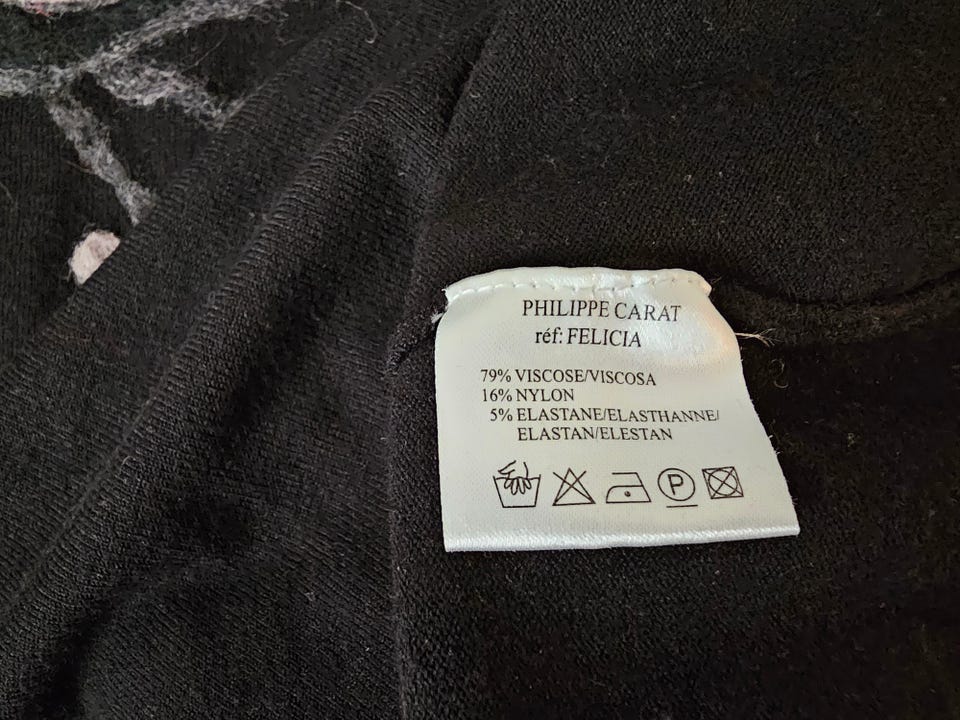 PHILIPPE CARAT
réf: FELICIA
79% VISCOSE/VISCOSA
16% NYLON
5% ELASTANE/ELASTHANNE/
ELASTAN/ELESTAN
P